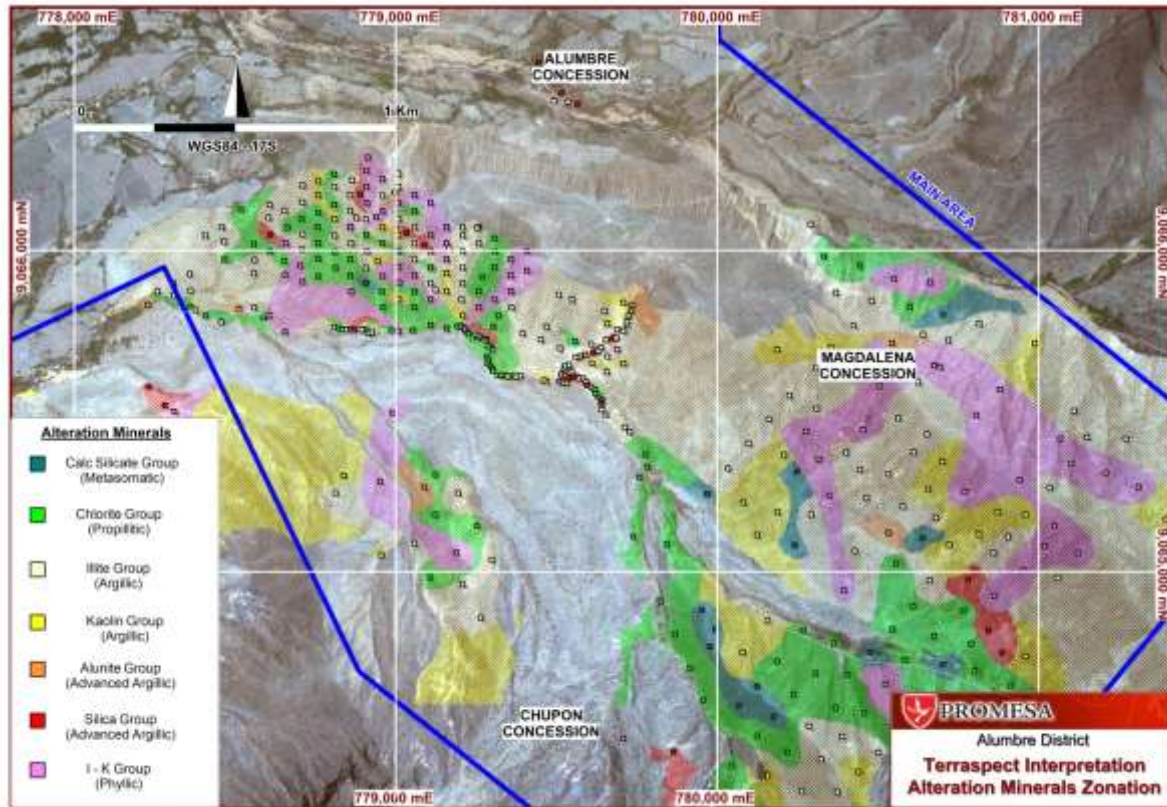 778,000 mE
779,000 mE
780,000 mE
781,000 mE
ALUMBRE
CONCESSION
0
1 Km
WGS84 - 17S
MAIN AREA
9,066,000 mN
9,066,000 mN
MAGDALENA
CONCESSION
Alteration Minerals
Calc Silicate Group
(Metasomatic)
Chlorite Group
(Propillitic)
Illite Group
(Argillic)
Kaolin Group
(Argillic)
Alunite Group
(Advanced Argillic)
Silica Group
(Advanced Argillic)
I - K Group
(Phyllic)
9,065,000 mN
CHUPON
CONCESSION
PROMESA
Alumbre District
Terraspect Interpretation
Alteration Minerals Zonation
779,000 mE
780,000 mE